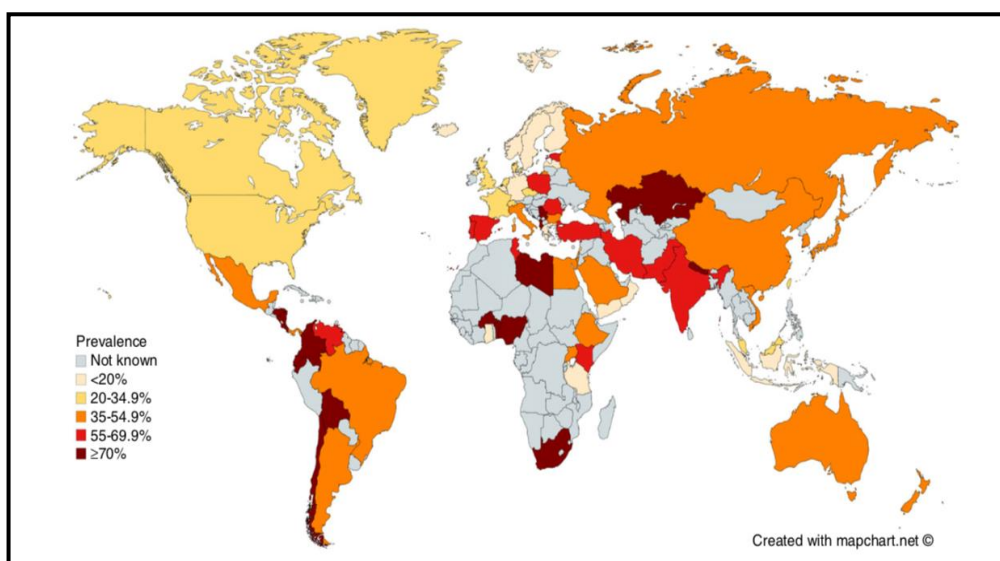 Prevalence
Not known
<20%
20-34.9%
35-54.9%
55-69.9%
≥70%
Created with mapchart.net ©